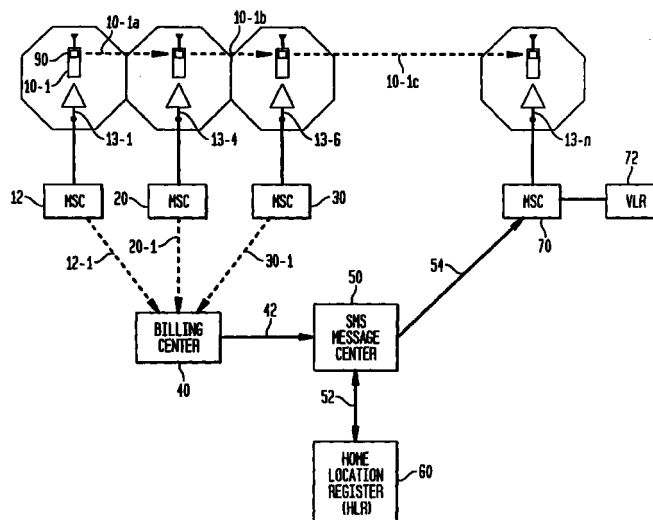 10-1a
10-1b
90
10-1
10-1c
13-1
13-4
13-6
13-n
12
MSC
20
MSC
MSC
30
MSC
70
72
VLR
12-1
20-1
30-1
54
50
BILLING
CENTER
40
42
SMS
MESSAGE
CENTER
52
HOME
LOCATION
REGISTER
(HLR)
60